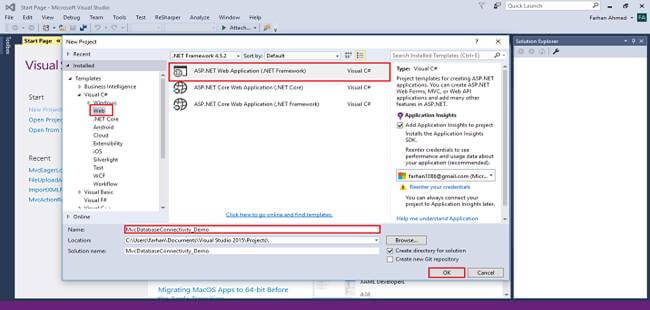 Start Page - Microsoft Visual Studio
Quick Launch (Ctrl+Q)
File Edit View Debug Team Tools Test ReSharper Analyze Window Help
Farhan Ahmed
FA
Attach...
Toolbox
Start Page
Solution Explorer
New Project
Recent
.NET Framework 4.5.2
Sort by: Default
Search Installed Templates (Ctrl+E)
Installed
Templates
Business Intelligence
Visual C#
Windows
Web
.NET Core
Android
Cloud
Extensibility
iOS
Silverlight
Test
WCF
Workflow
Visual Basic
Visual F#
Online
ASP.NET Web Application (.NET Framework) Visual C#
ASP.NET Core Web Application (.NET Core) Visual C#
ASP.NET Core Web Application (.NET Framework) Visual C#
Click here to go online and find templates.
Type: Visual C#
Project templates for creating ASP.NET
applications. You can create ASP.NET
Web Forms, MVC, or Web API
applications and add many other
features in ASP.NET.
Application Insights
Add Application Insights to project
Installs the Application Insights
SDK.
Reenter credentials to see
performance and usage data about
your application (recommended).
farhan1086@gmail.com (Micr...
Reenter your credentials
You can always connect your
project to Application Insights later.
Help me understand Application
Name: MvcDatabaseConnectivity_Demo
Location: C:\Users\farhan\Documents\Visual Studio 2015\Projects\
Browse...
Solution name: MvcDatabaseConnectivity_Demo
Create directory for solution
Create new Git repository
OK
Cancel
Visual
Start
New Project
Open Project
Open from S
Recent
MvcEagerL
FileUploadA
ImportXMLF
MvcActionR
Migrating MacOS Apps to 64-bit Before
XAML Developers